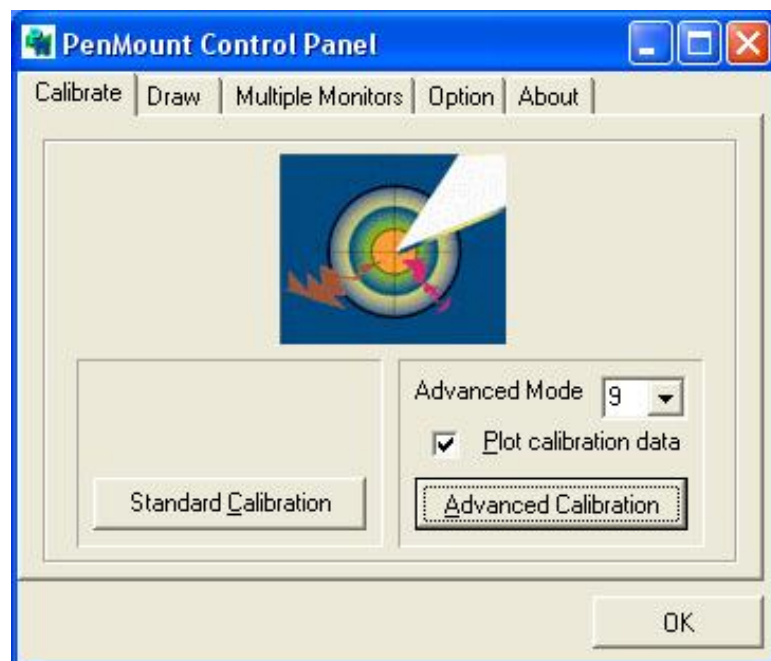 PenMount Control Panel
Calibrate Draw Multiple Monitors Option About
Advanced Mode 9
Plot calibration data
Standard Calibration Advanced Calibration
OK